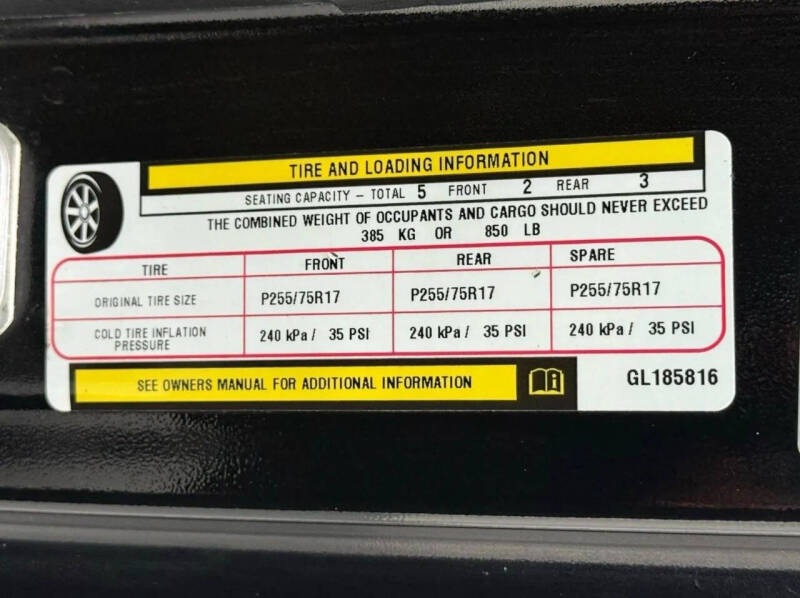 TIRE AND LOADING INFORMATION
SEATING CAPACITY – TOTAL 5 FRONT 2 REAR 3
THE COMBINED WEIGHT OF OCCUPANTS AND CARGO SHOULD NEVER EXCEED
385 KG OR 850 LB
TIRE FRONT REAR SPARE
ORIGINAL TIRE SIZE P255/75R17 P255/75R17 P255/75R17
COLD TIRE INFLATION PRESSURE 240 kPa / 35 PSI 240 kPa / 35 PSI 240 kPa / 35 PSI
SEE OWNERS MANUAL FOR ADDITIONAL INFORMATION GL185816